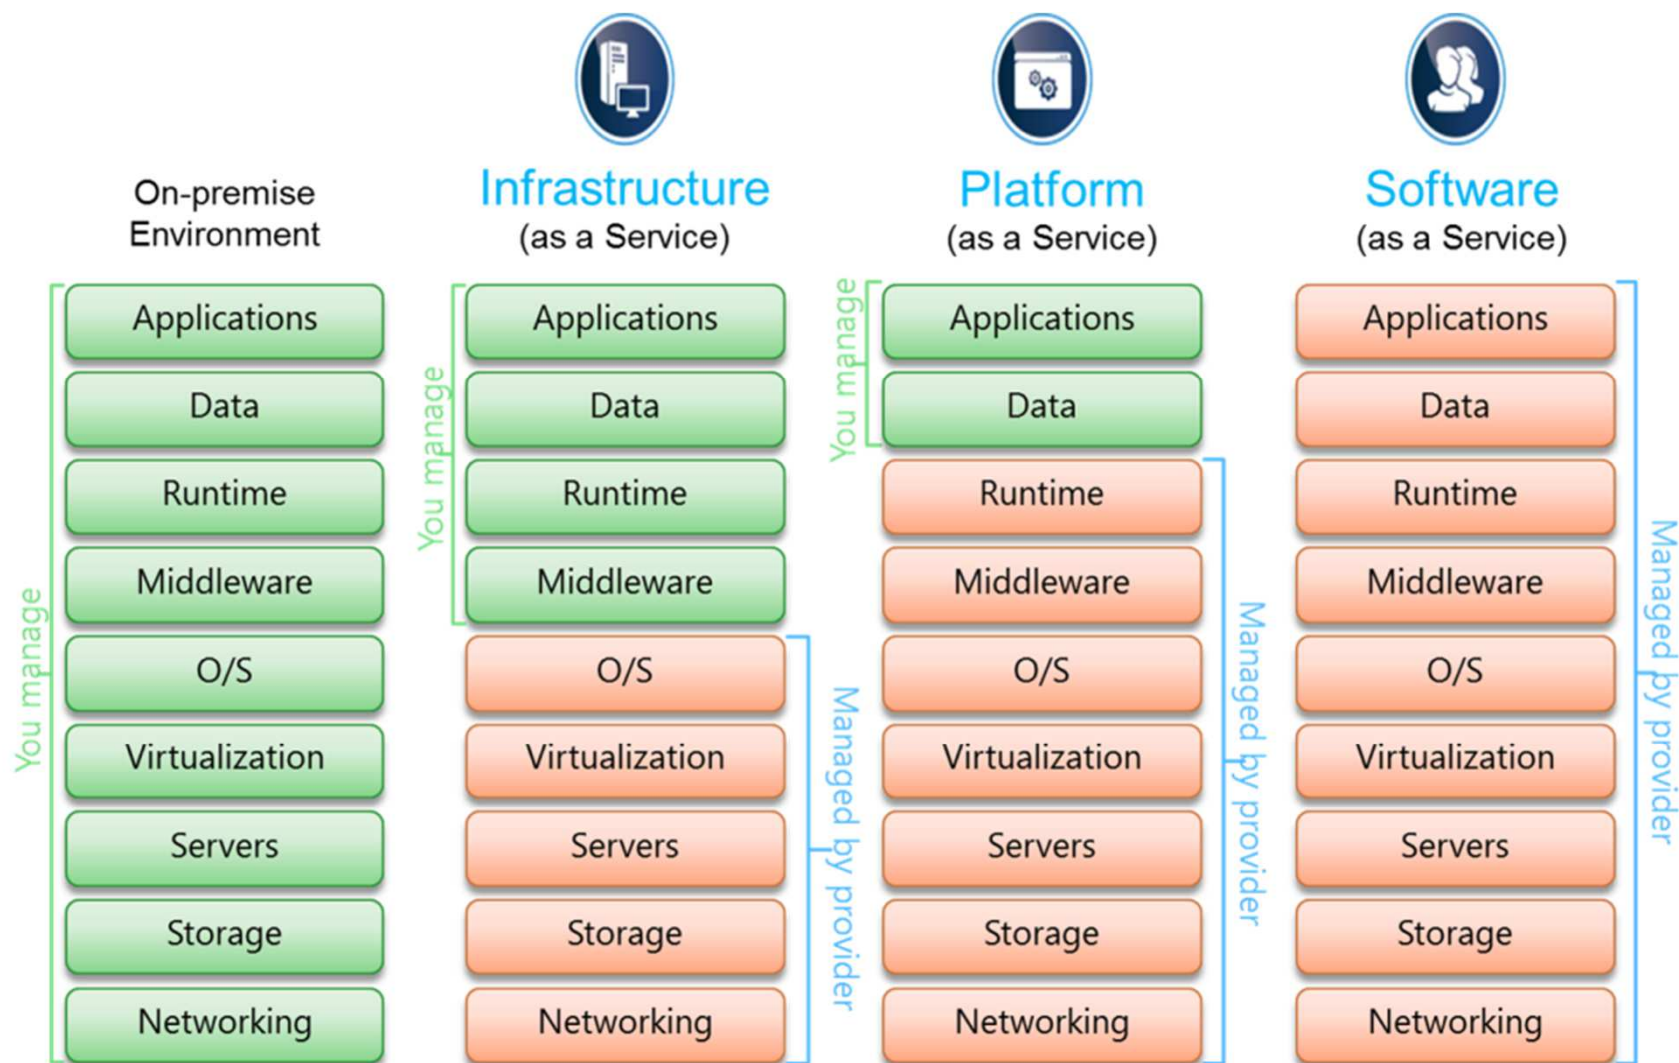 On-premise
Environment
You manage
Applications
Data
Runtime
Middleware
O/S
Virtualization
Servers
Storage
Networking
Infrastructure
(as a Service)
You manage
Applications
Data
Runtime
Middleware
O/S
Virtualization
Servers
Storage
Networking
Managed by provider
Platform
(as a Service)
You manage
Applications
Data
Runtime
Middleware
O/S
Virtualization
Servers
Storage
Networking
Managed by provider
Software
(as a Service)
Applications
Data
Runtime
Middleware
O/S
Virtualization
Servers
Storage
Networking
Managed by provider